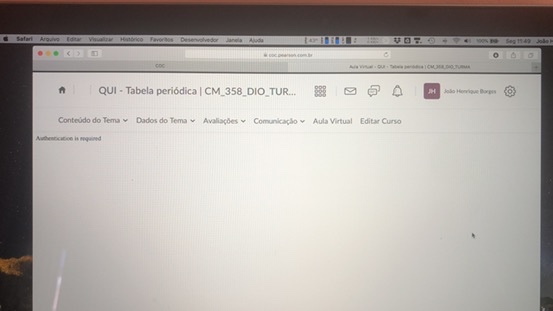 Safari Arquivo Editar Visualizar Histórico Favoritos Desenvolvedor Janela Ajuda 43° 100% Seg 11:49 João H
coc.pearson.com.br
COC Aula Virtual - QUI - Tabela periódica | CM_358_DIO_TURMA
QUI - Tabela periódica | CM_358_DIO_TUR... JH João Henrique Borges
Conteúdo do Tema Dados do Tema Avaliações Comunicação Aula Virtual Editar Curso
Authentication is required